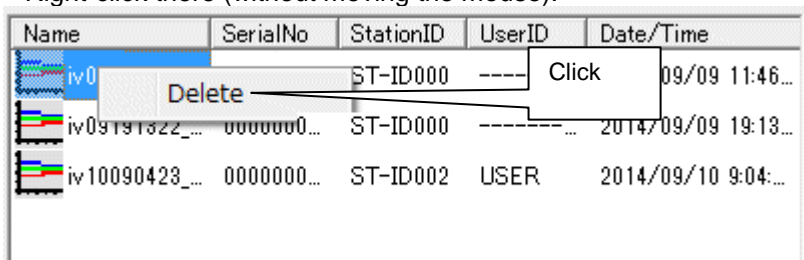 Right-click there (without moving the mouse).
Name SerialNo StationID UserID Date/Time
iv0 ST-ID000 ---- Click 09/09 11:46...
Delete
iv09191322_... 0000000... ST-ID000 -------... 2014/09/09 19:13...
iv10090423_... 0000000... ST-ID002 USER 2014/09/10 9:04:...